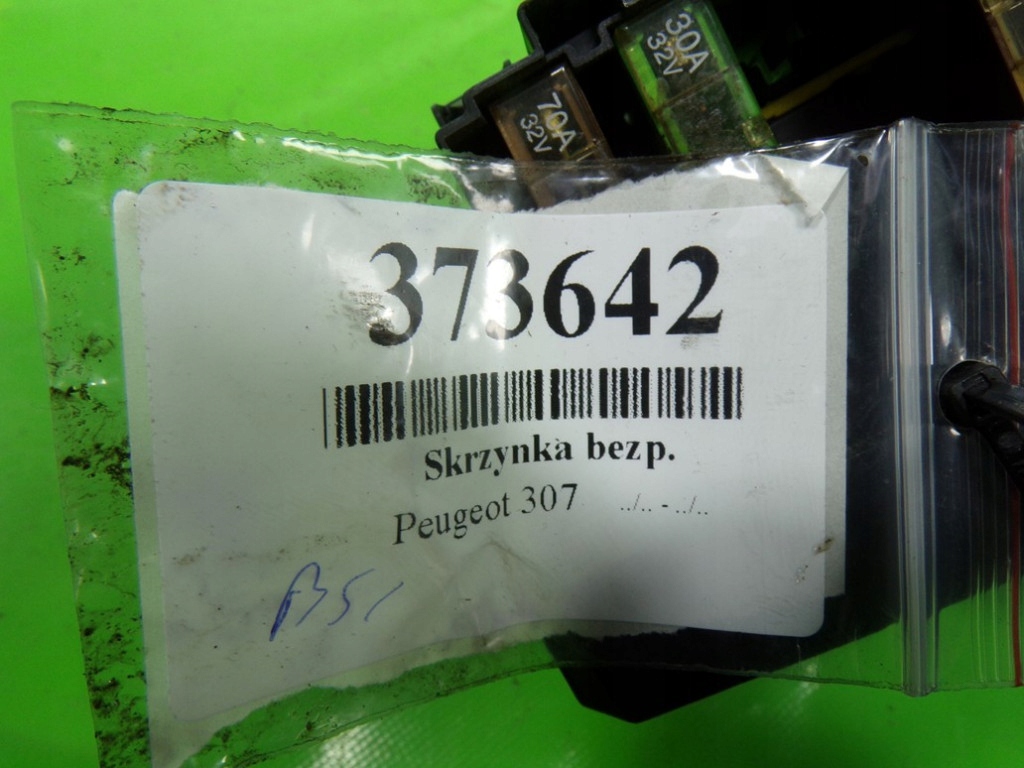 30A
32V
70A
32V
373642
Skrzynka bezp.
Peugeot 307 ../.. - ../..
BSI